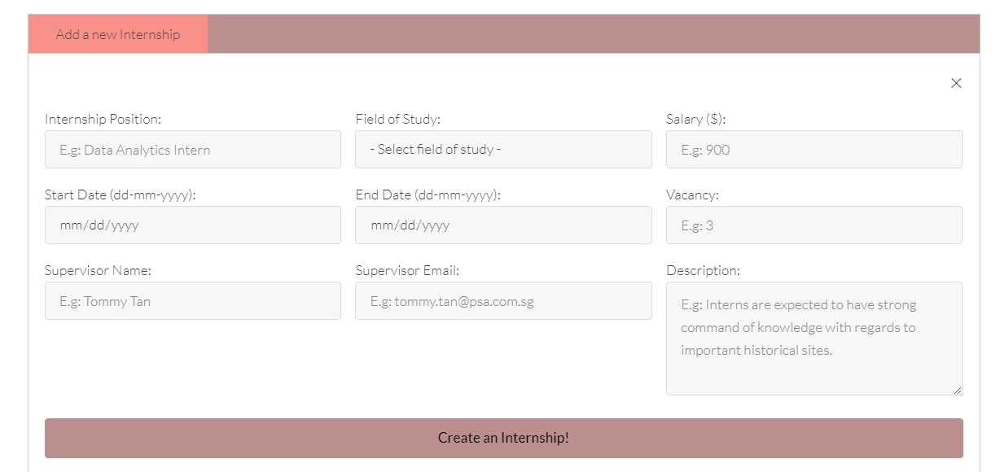 Add a new Internship
Internship Position:
Field of Study:
Salary ($):
E.g: Data Analytics Intern
- Select field of study -
E.g: 900
Start Date (dd-mm-yyyy):
End Date (dd-mm-yyyy):
Vacancy:
mm/dd/yyyy
mm/dd/yyyy
E.g: 3
Supervisor Name:
Supervisor Email:
Description:
E.g: Tommy Tan
E.g: tommy.tan@psa.com.sg
E.g: Interns are expected to have strong
command of knowledge with regards to
important historical sites.
Create an Internship!